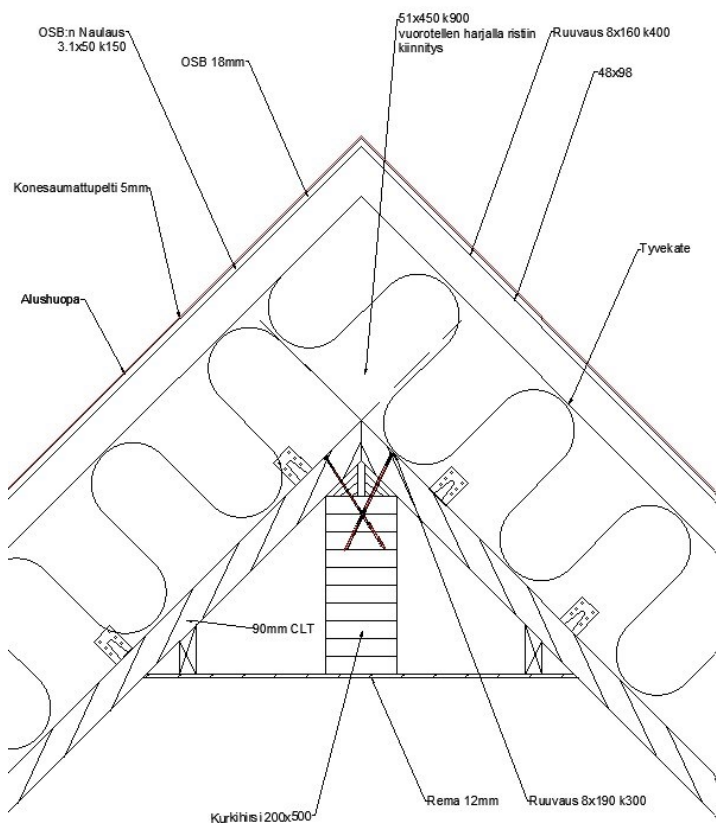 OSB:n Naulaus
3.1x50 k150
51x450 k900
vuorotellen harjalla ristiin
kiinnitys
Ruuvaus 8x160 k400
OSB 18mm
48x98
Konesaumattupelti 5mm
Tyvekate
Alushuopa
90mm CLT
Kurkihirsi 200x500
Rema 12mm
Ruuvaus 8x190 k300